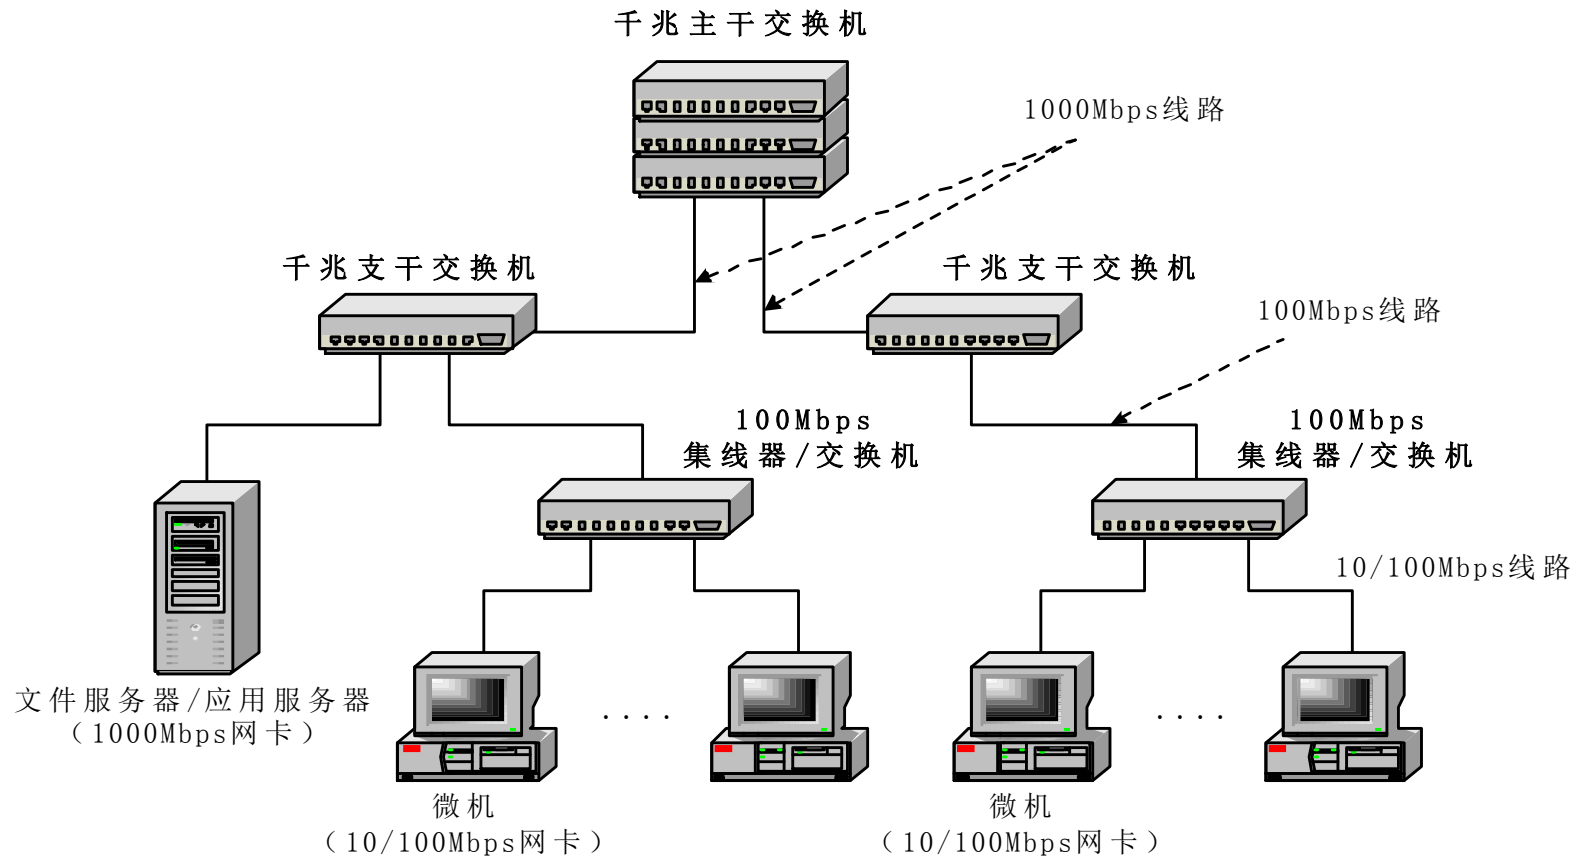 千兆主干交换机
1000Mbps线路
千兆支干交换机
千兆支干交换机
100Mbps线路
100Mbps
集线器/交换机
100Mbps
集线器/交换机
10/100Mbps线路
文件服务器/应用服务器
（1000Mbps网卡）
....
....
微机
（10/100Mbps网卡）
微机
（10/100Mbps网卡）